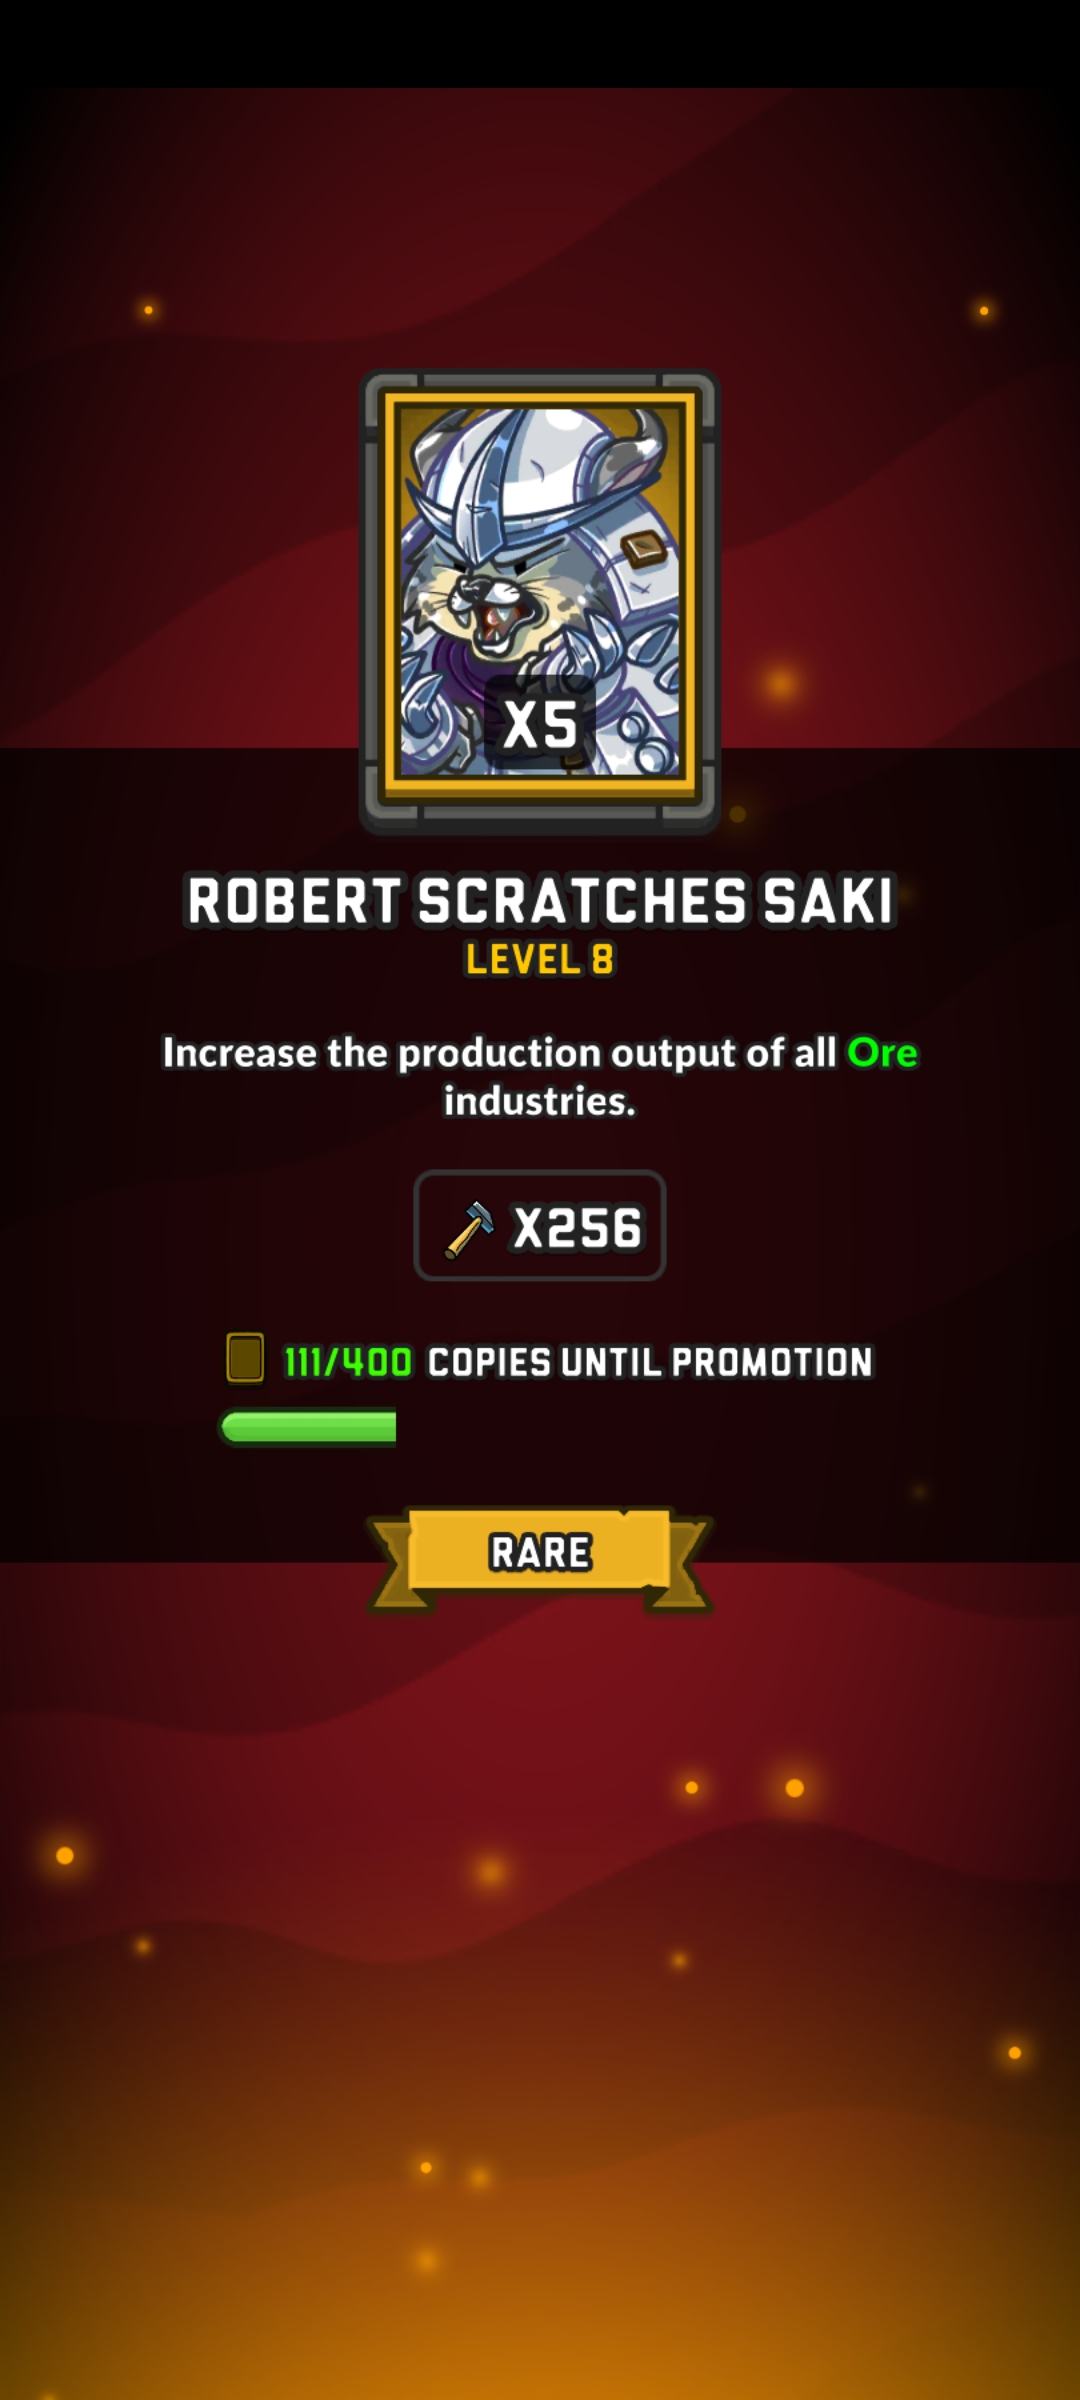 X5
ROBERT SCRATCHES SAKI
LEVEL 8
Increase the production output of all Ore
industries.
X256
111/400 COPIES UNTIL PROMOTION
RARE